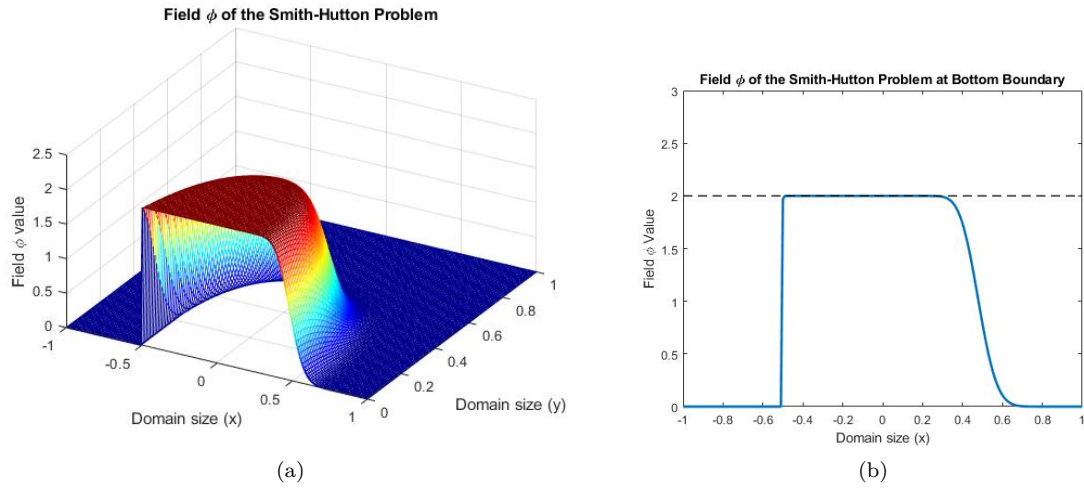 Field ϕ of the Smith-Hutton Problem
2.5
2
1.5
1
0.5
0
Field ϕ value
-1
-0.5
0
0.5
1
Domain size (x)
0
0.2
0.4
0.6
0.8
1
Domain size (y)
(a)
Field ϕ of the Smith-Hutton Problem at Bottom Boundary
3
2.5
2
1.5
1
0.5
0
Field ϕ Value
-1 -0.8 -0.6 -0.4 -0.2 0 0.2 0.4 0.6 0.8 1
Domain size (x)
(b)